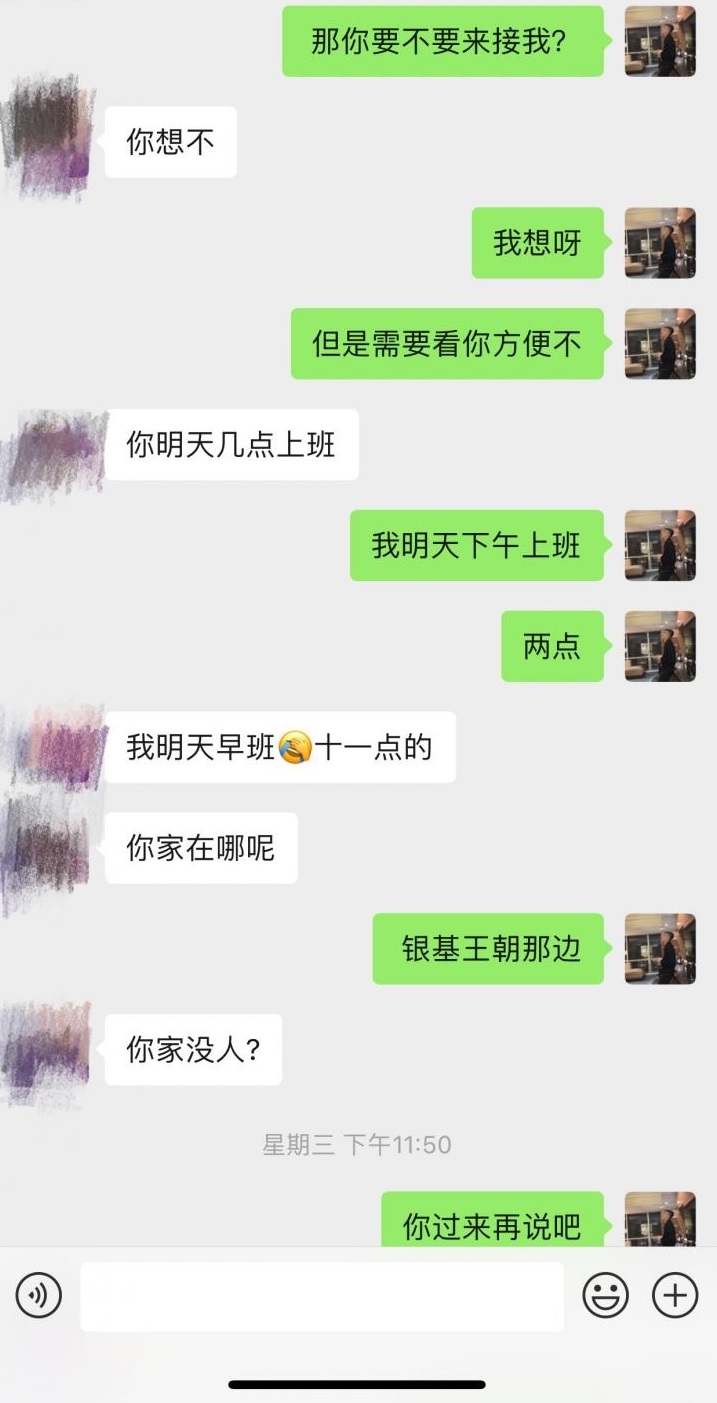 那你要不要来接我?
你想不
我想呀
但是需要看你方便不
你明天几点上班
我明天下午上班
两点
我明天早班🤣十一点的
你家在哪呢
银基王朝那边
你家没人?
星期三 下午11:50
你过来再说吧